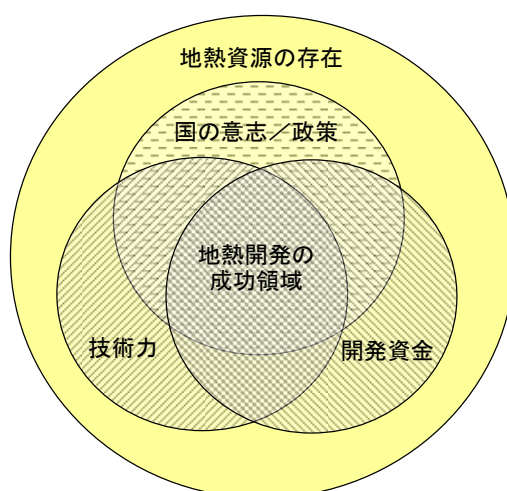 地熱資源の存在
国の意志／政策
地熱開発の
成功領域
技術力
開発資金